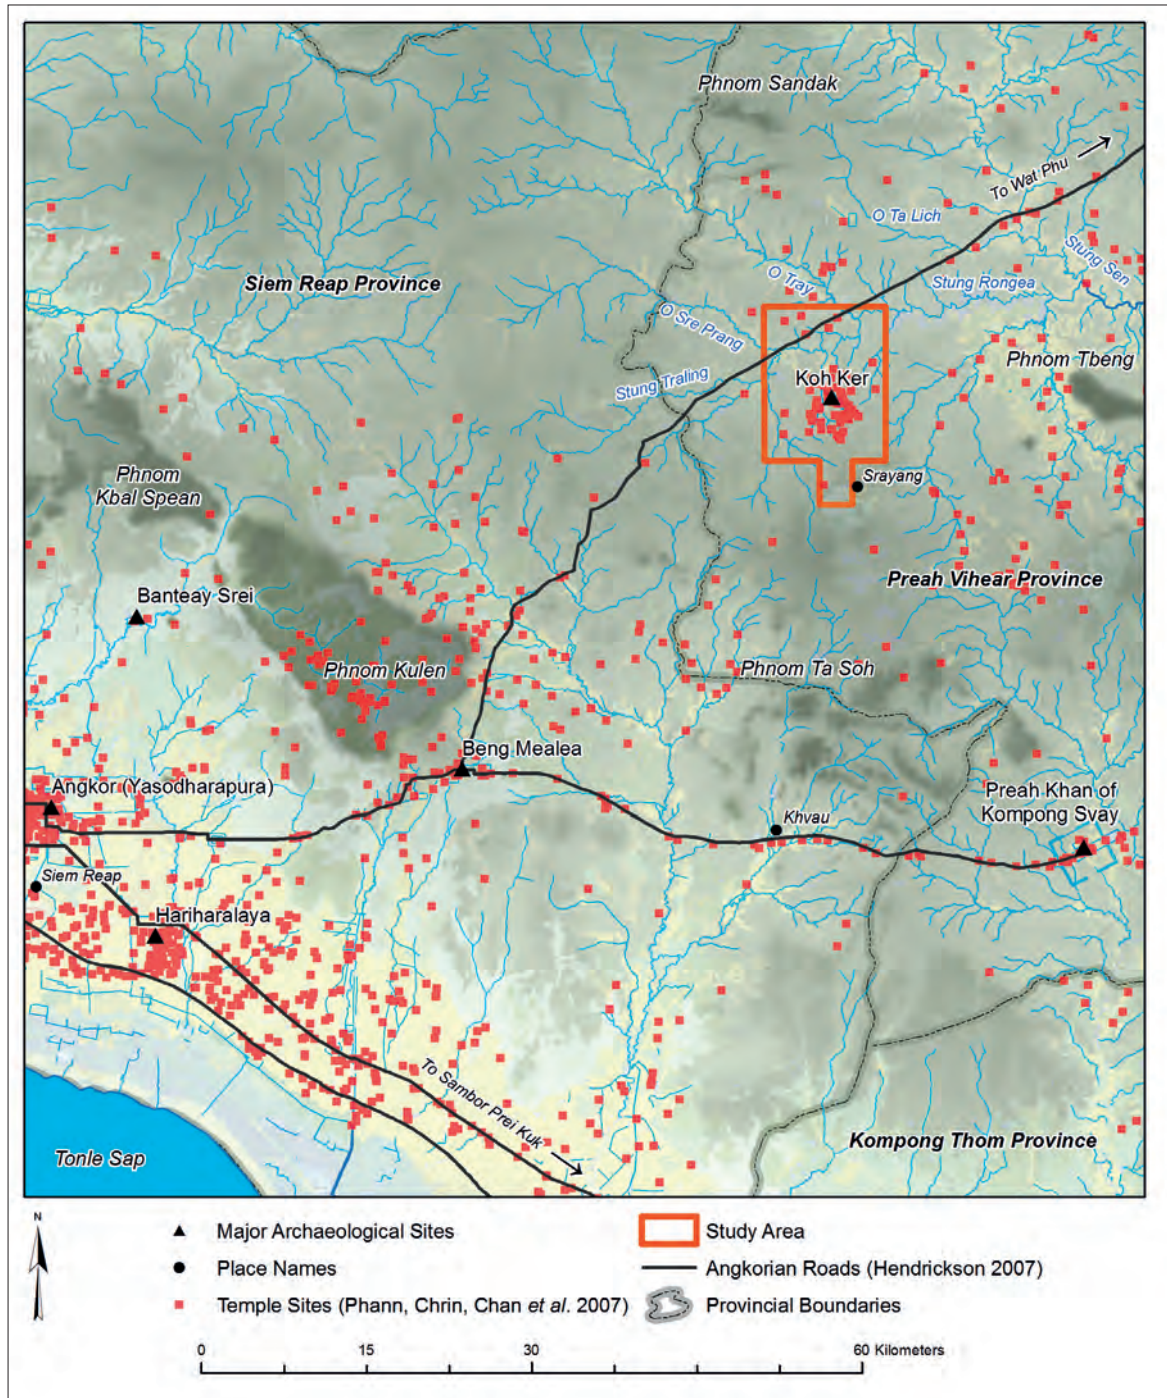 Phnom Sandak
To Wat Phu
O Ta Lich
Stung Sen
Siem Reap Province
O Tray
Stung Rongea
O Sre Prang
Phnom Tbeng
Stung Traling
Koh Ker
Phnom
Kbal Spean
Srayang
Preah Vihear Province
Banteay Srei
Phnom Kulen
Phnom Ta Soh
Beng Mealea
Angkor (Yasodharapura)
Preah Khan of
Kompong Svay
Khvau
Siem Reap
Hariharalaya
To Sambor Prei Kuk
Kompong Thom Province
Tonle Sap
N
Major Archaeological Sites
Place Names
Temple Sites (Phann, Chrin, Chan et al. 2007)
Study Area
Angkorian Roads (Hendrickson 2007)
Provincial Boundaries
0 15 30 60 Kilometers